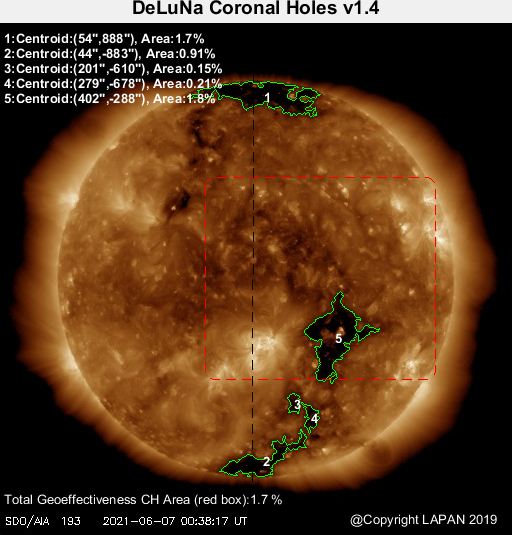 DeLuNa Coronal Holes v1.4
1:Centroid:(54",888"), Area:1.7%
2:Centroid:(44",-883"), Area:0.91%
3:Centroid:(201",-610"), Area:0.15%
4:Centroid:(279",-678"), Area:0.21%
5:Centroid:(402",-288"), Area:1.8%
1
5
3
4
2
Total Geoeffectiveness CH Area (red box):1.7 %
SDO/AIA 193 2021-06-07 00:38:17 UT
@Copyright LAPAN 2019